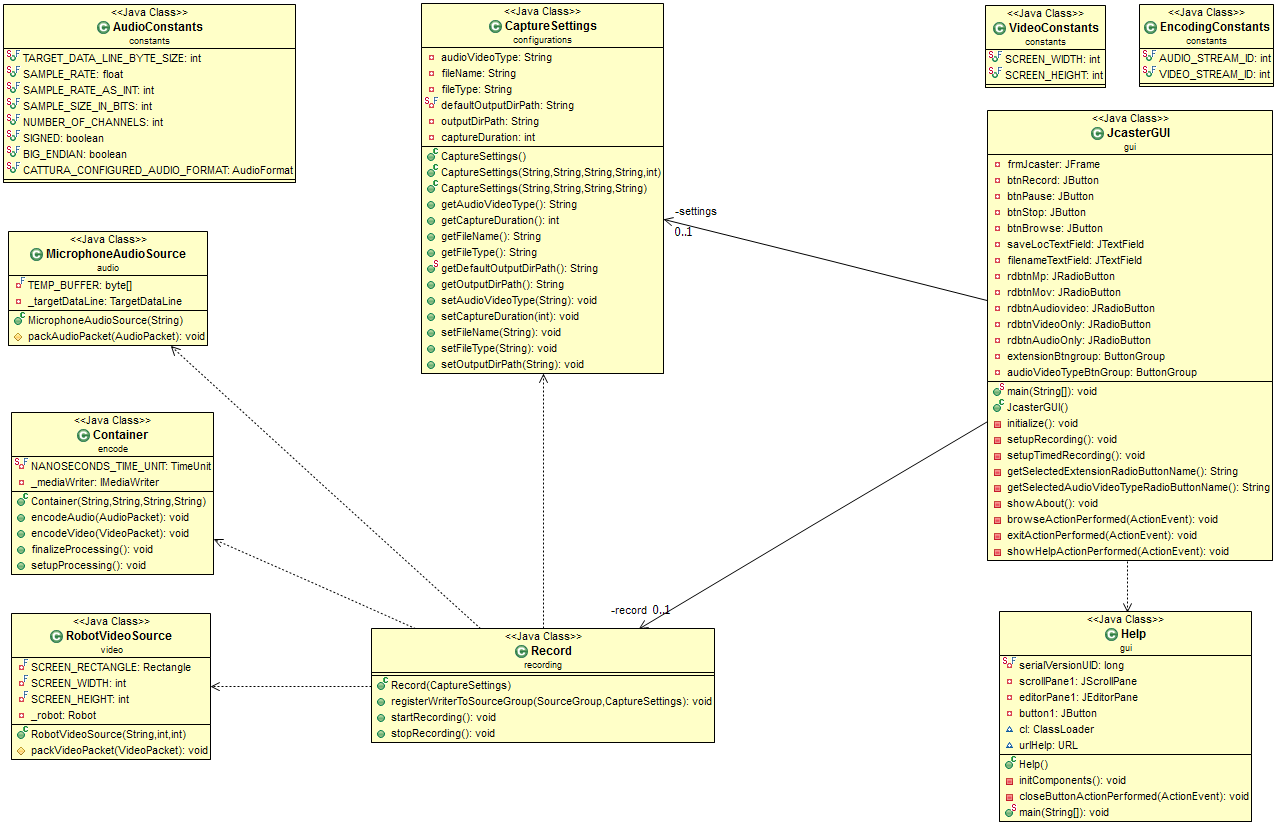 <<Java Class>>
AudioConstants
constants
TARGET_DATA_LINE_BYTE_SIZE: int
SAMPLE_RATE: float
SAMPLE_RATE_AS_INT: int
SAMPLE_SIZE_IN_BITS: int
NUMBER_OF_CHANNELS: int
SIGNED: boolean
BIG_ENDIAN: boolean
CATTURA_CONFIGURED_AUDIO_FORMAT: AudioFormat
<<Java Class>>
CaptureSettings
configurations
audioVideoType: String
fileName: String
fileType: String
defaultOutputDirPath: String
outputDirPath: String
captureDuration: int
CaptureSettings()
CaptureSettings(String,String,String,String,int)
CaptureSettings(String,String,String,String)
getAudioVideoType(): String
getCaptureDuration(): int
getFileName(): String
getFileType(): String
getDefaultOutputDirPath(): String
getOutputDirPath(): String
setAudioVideoType(String): void
setCaptureDuration(int): void
setFileName(String): void
setFileType(String): void
setOutputDirPath(String): void
<<Java Class>>
VideoConstants
constants
SCREEN_WIDTH: int
SCREEN_HEIGHT: int
<<Java Class>>
EncodingConstants
constants
AUDIO_STREAM_ID: int
VIDEO_STREAM_ID: int
<<Java Class>>
JcasterGUI
gui
frmJcaster: JFrame
btnRecord: JButton
btnPause: JButton
btnStop: JButton
btnBrowse: JButton
saveLocTextField: JTextField
filenameTextField: JTextField
rdbtnMp: JRadioButton
rdbtnMov: JRadioButton
rdbtnAudiovideo: JRadioButton
rdbtnVideoOnly: JRadioButton
rdbtnAudioOnly: JRadioButton
extensionBtngroup: ButtonGroup
audioVideoTypeBtnGroup: ButtonGroup
main(String[]): void
JcasterGUI()
initialize(): void
setupRecording(): void
setupTimedRecording(): void
getSelectedExtensionRadioButtonName(): String
getSelectedAudioVideoTypeRadioButtonName(): String
showAbout(): void
browseActionPerformed(ActionEvent): void
exitActionPerformed(ActionEvent): void
showHelpActionPerformed(ActionEvent): void
-settings
0..1
<<Java Class>>
MicrophoneAudioSource
audio
TEMP_BUFFER: byte[]
_targetDataLine: TargetDataLine
MicrophoneAudioSource(String)
packAudioPacket(AudioPacket): void
<<Java Class>>
Container
encode
NANOSECONDS_TIME_UNIT: TimeUnit
_mediaWriter: IMediaWriter
Container(String,String,String,String)
encodeAudio(AudioPacket): void
encodeVideo(VideoPacket): void
finalizeProcessing(): void
setupProcessing(): void
<<Java Class>>
RobotVideoSource
video
SCREEN_RECTANGLE: Rectangle
SCREEN_WIDTH: int
SCREEN_HEIGHT: int
_robot: Robot
RobotVideoSource(String,int,int)
packVideoPacket(VideoPacket): void
-record 0..1
<<Java Class>>
Record
recording
Record(CaptureSettings)
registerWriterToSourceGroup(SourceGroup,CaptureSettings): void
startRecording(): void
stopRecording(): void
<<Java Class>>
Help
gui
serialVersionUID: long
scrollPane1: JScrollPane
editorPane1: JEditorPane
button1: JButton
cl: ClassLoader
urlHelp: URL
Help()
initComponents(): void
closeButtonActionPerformed(ActionEvent): void
main(String[]): void